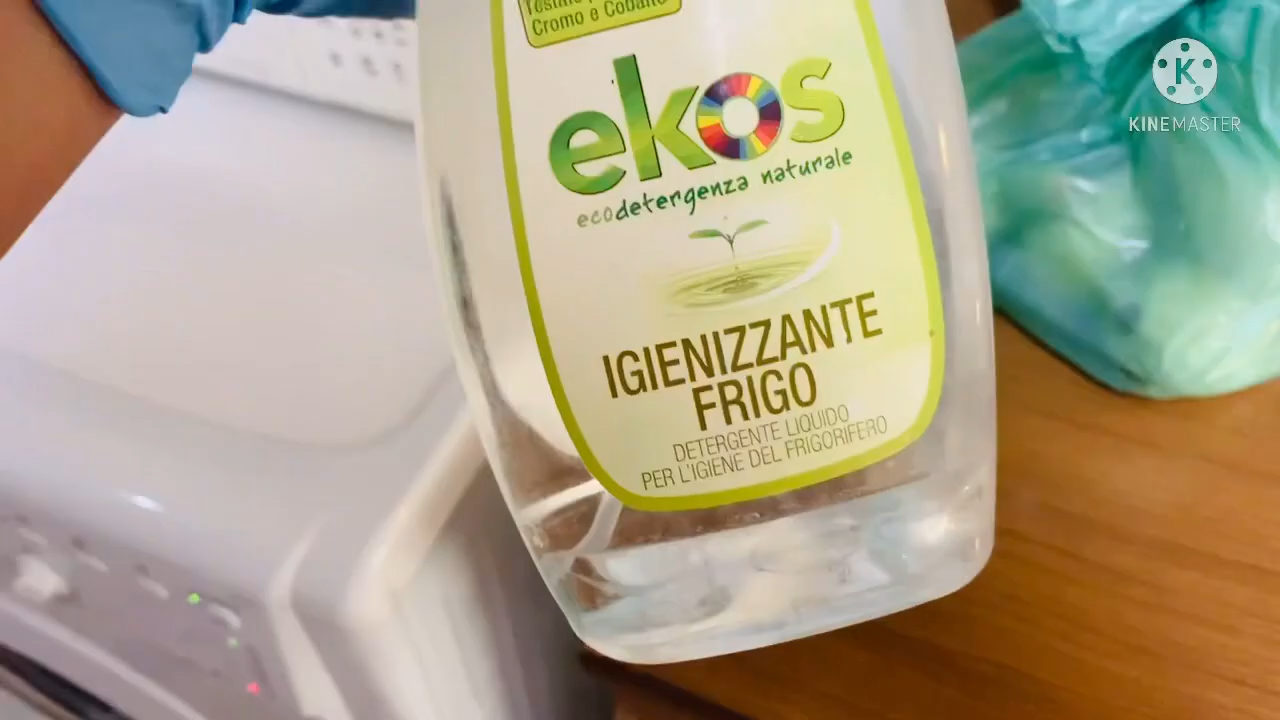 Cromo e Cobalto
ekos
ecodetergenza naturale
IGIENIZZANTE
FRIGO
DETERGENTE LIQUIDO
PER L'IGIENE DEL FRIGORIFERO
K
KINEMASTER